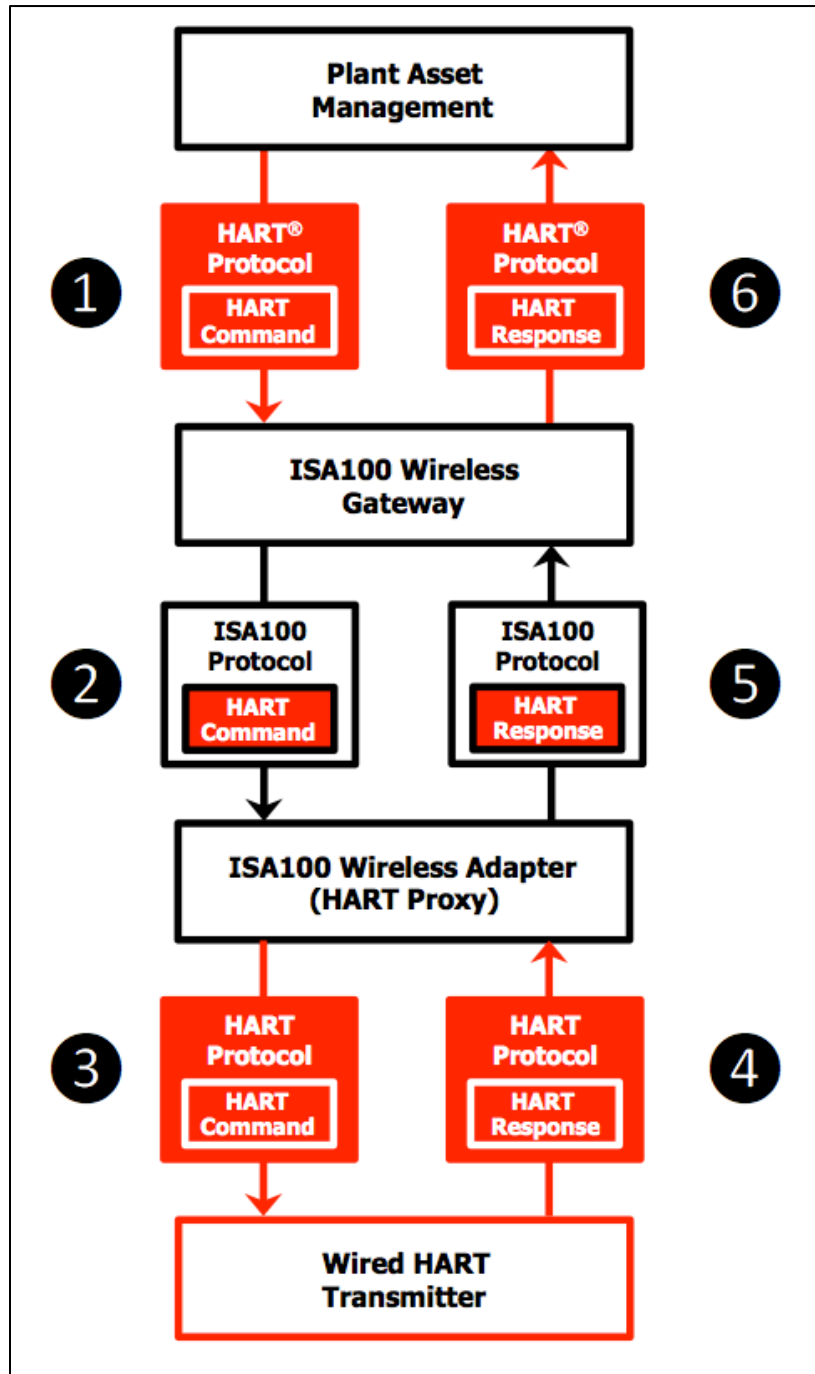 Plant Asset
Management
HART® 
Protocol
HART
Command
HART® 
Protocol
HART
Response
1
6
ISA100 Wireless
Gateway
ISA100
Protocol
HART
Command
ISA100
Protocol
HART
Response
2
5
ISA100 Wireless Adapter
(HART Proxy)
HART
Protocol
HART
Command
HART
Protocol
HART
Response
3
4
Wired HART
Transmitter